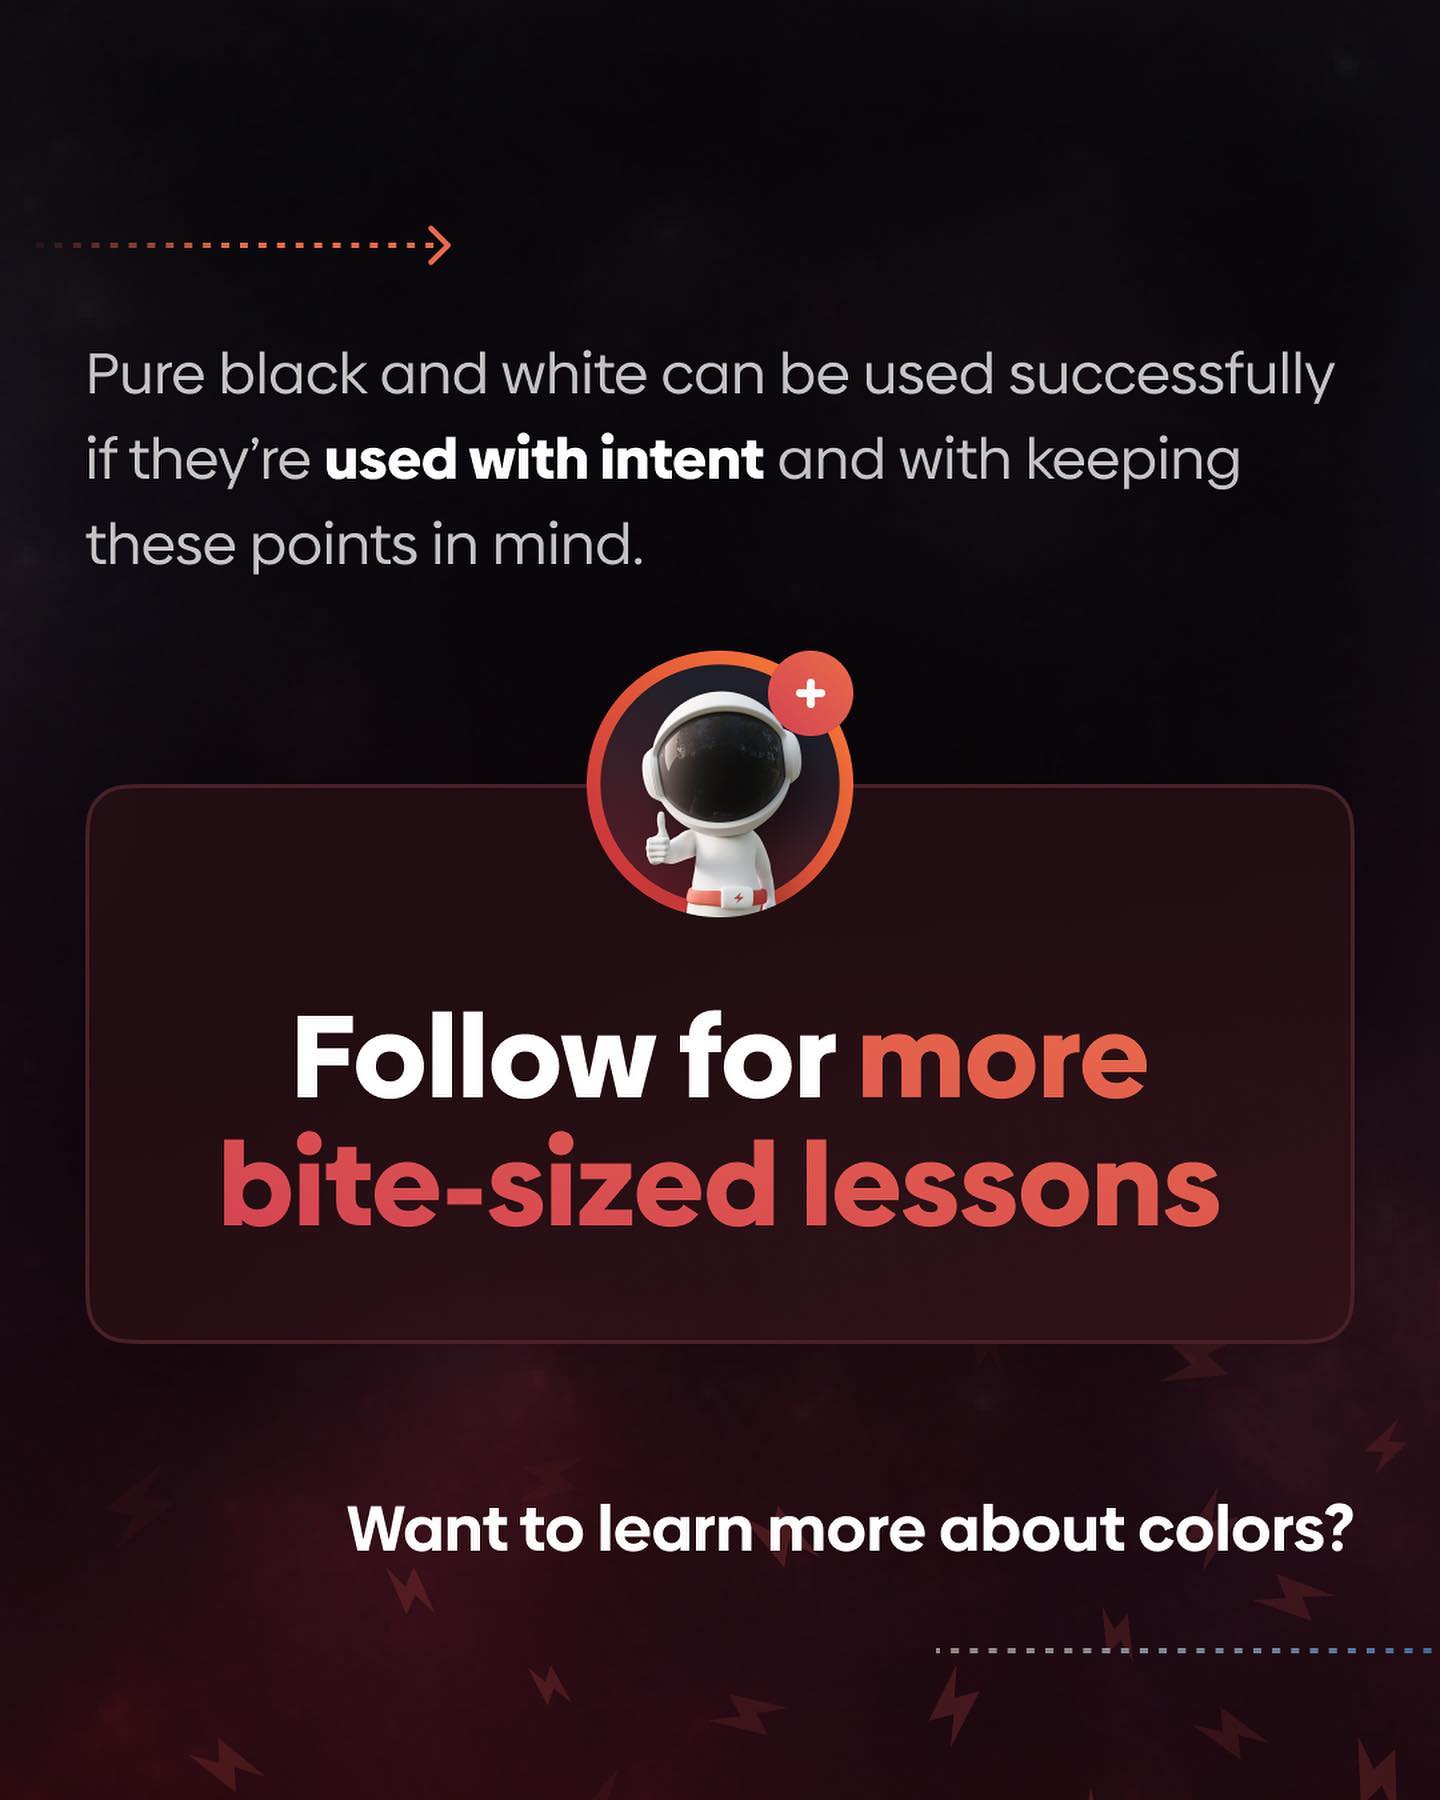 Pure black and white can be used successfully
if they’re used with intent and with keeping
these points in mind.
Follow for more
bite-sized lessons
Want to learn more about colors?